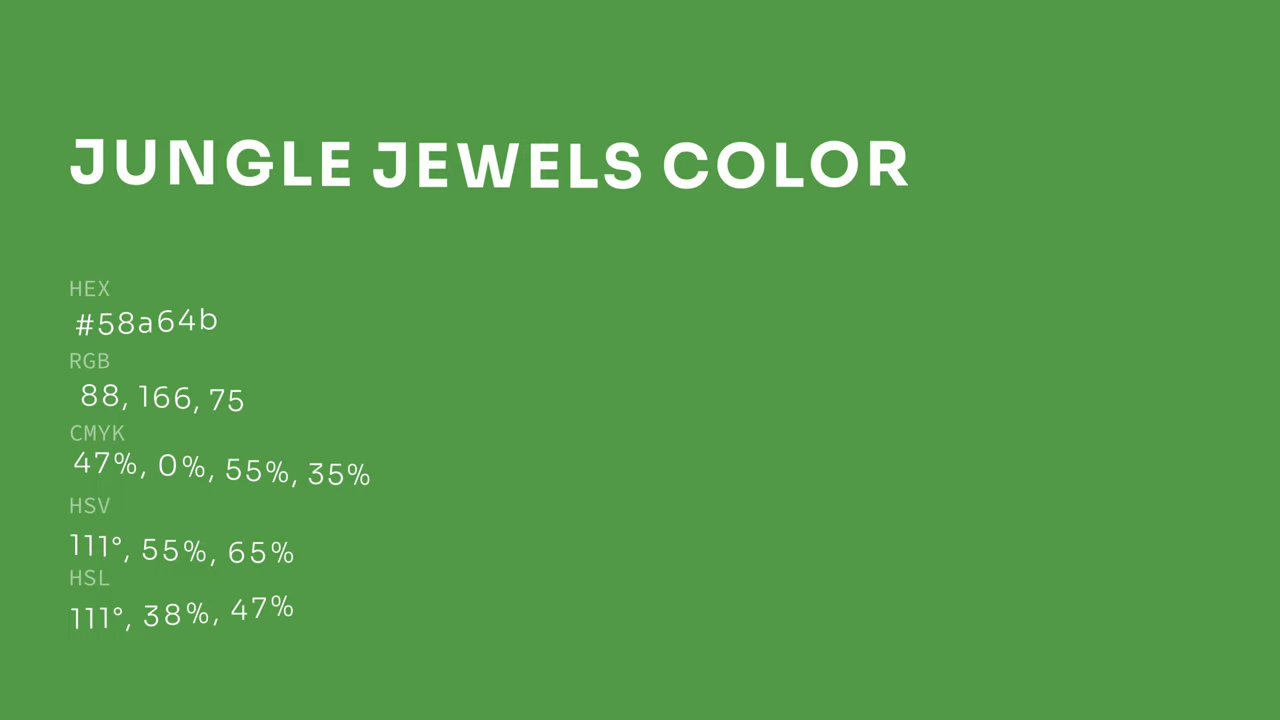 JUNGLE JEWELS COLOR
HEX
#58a64b
RGB
88, 166, 75
CMYK
47%, 0%, 55%, 35%
HSV
111°, 55%, 65%
HSL
111°, 38%, 47%